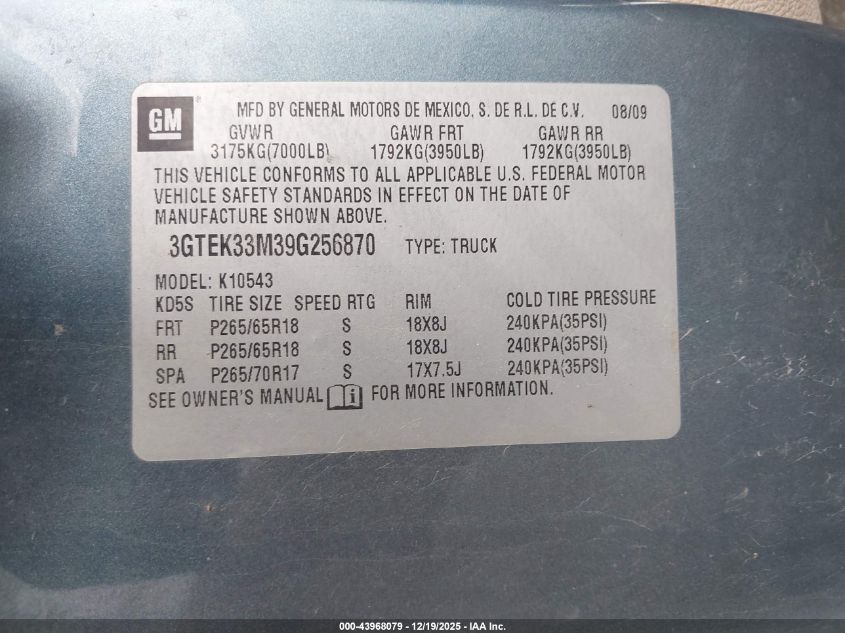 GM
MFD BY GENERAL MOTORS DE MEXICO, S. DE R.L. DE C.V. 08/09
GVWR GAWR FRT GAWR RR
3175KG(7000LB) 1792KG(3950LB) 1792KG(3950LB)
THIS VEHICLE CONFORMS TO ALL APPLICABLE U.S. FEDERAL MOTOR
VEHICLE SAFETY STANDARDS IN EFFECT ON THE DATE OF
MANUFACTURE SHOWN ABOVE.
3GTEK33M39G256870 TYPE: TRUCK
MODEL: K10543
KD5S TIRE SIZE SPEED RTG RIM COLD TIRE PRESSURE
FRT P265/65R18 S 18X8J 240KPA(35PSI)
RR P265/65R18 S 18X8J 240KPA(35PSI)
SPA P265/70R17 S 17X7.5J 240KPA(35PSI)
SEE OWNER'S MANUAL i FOR MORE INFORMATION.
000-43968079 - 12/19/2025 - IAA Inc.